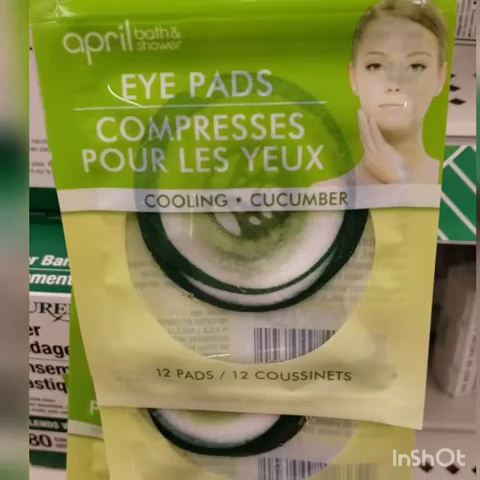 april bath &
shower
EYE PADS
COMPRESSES
POUR LES YEUX
COOLING • CUCUMBER
12 PADS / 12 COUSSINETS
InShOt